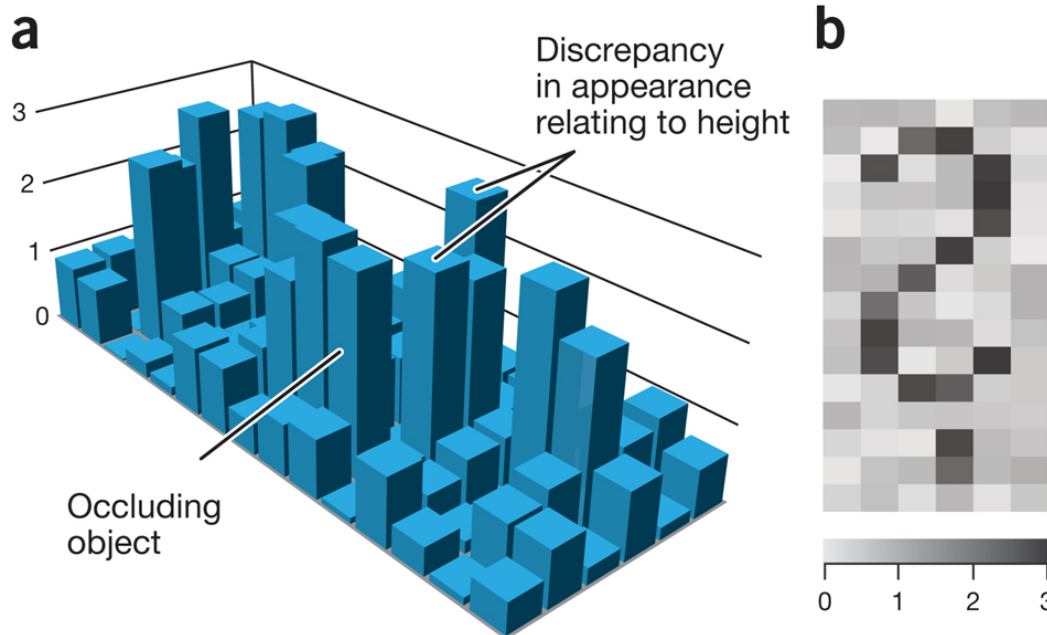 a
Discrepancy
in appearance
relating to height
3
2
1
0
Occluding
object
b
0 1 2 3